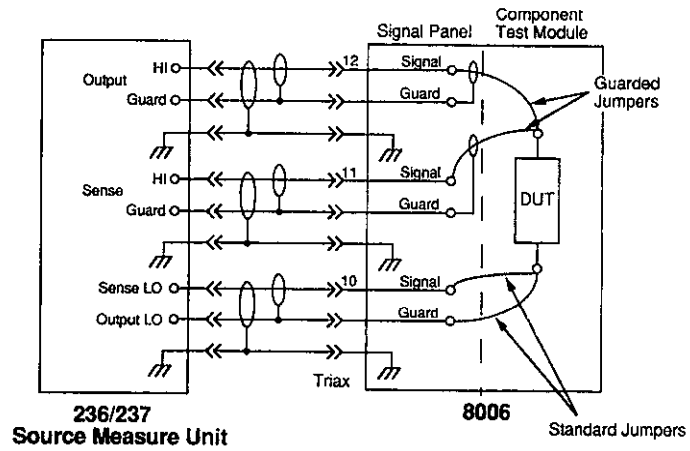 Signal Panel
Component
Test Module
HI
12
Signal
Output
Guard
Guard
Guarded
Jumpers
HI
11
Signal
Sense
Guard
Guard
DUT
Sense LO
10
Signal
Output LO
Guard
Triax
236/237
Source Measure Unit
8006
Standard Jumpers